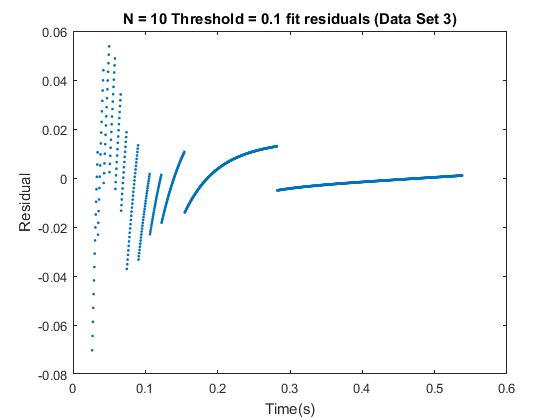 N = 10 Threshold = 0.1 fit residuals (Data Set 3)
0.06
0.04
0.02
0
-0.02
-0.04
-0.06
-0.08
Residual
0 0.1 0.2 0.3 0.4 0.5 0.6
Time(s)